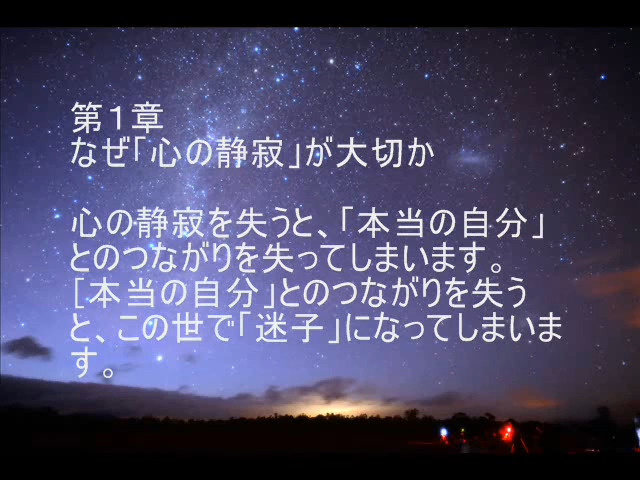 第１章
なぜ「心の静寂」が大切か
心の静寂を失うと、「本当の自分」
とのつながりを失ってしまいます。
［本当の自分」とのつながりを失う
と、この世で「迷子」になってしまいま
す。